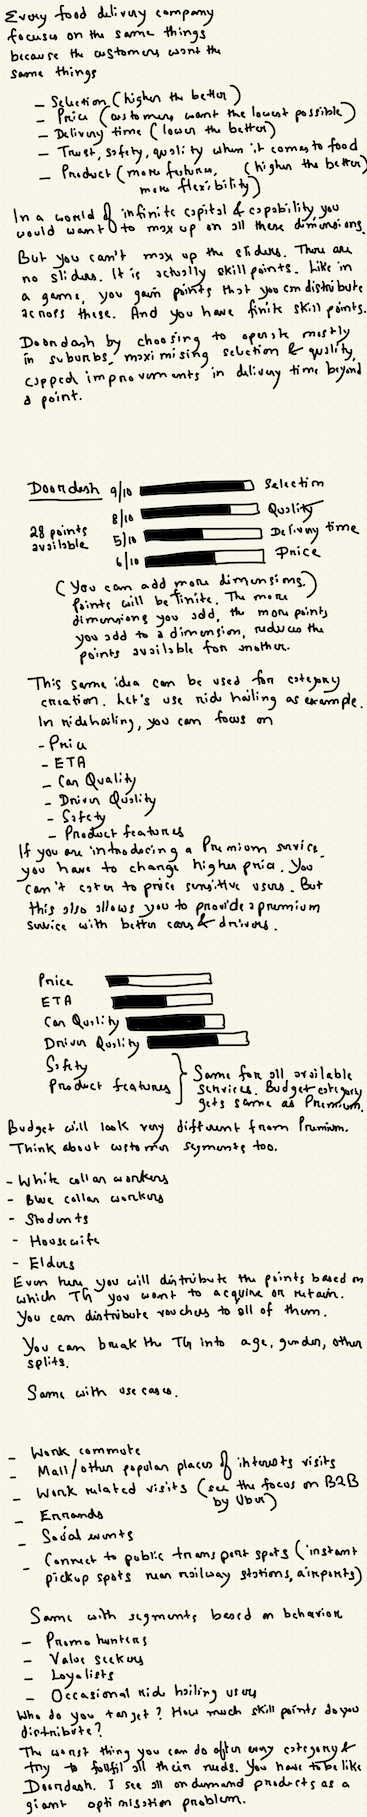 Every food delivery company
focuses on the same things
because the customers want the
same things
- Selection (higher the better)
- Price (customers want the lowest possible)
- Delivery time (lower the better)
- Trust, safety, quality when it comes to food
- Product (more features, (higher the better)
more flexibility)
In a world of infinite capital & capability you
would want to max up on all these dimensions.
But you can't max up the sliders. There are
no sliders. It is actually skill points. Like in
a game, you gain points that you can distribute
across these. And you have finite skill points.
Doordash by choosing to operate mostly
in suburbs, maximising selection & quality,
capped improvements in delivery time beyond
a point.
Doordash 9/10 Selection
8/10 Quality
28 points 5/10 Delivery time
available 6/10 Price
(You can add more dimensions.)
Points will be finite. The more
dimensions you add, the more points
you add to a dimension, reduces the
points available for another.
This same idea can be used for category
creation. Let's use ride hailing as example.
In ridehailing, you can focus on
- Price
- ETA
- Car Quality
- Driver Quality
- Safety
- Product features
If you are introducing a Premium service,
you have to change higher price. You
can't cater to price sensitive users. But
this also allows you to provide a premium
service with better cars & drivers.
Price
ETA
Car Quality
Driver Quality
Safety
Product features } Same for all available
services. Budget category
gets same as Premium.
Budget will look very different from Premium.
Think about customer segments too.
- White collar workers
- Blue collar workers
- Students
- Housewife
- Elders
Even here you will distribute the points based on
which TG you want to acquire or retain.
You can distribute vouchers to all of them.
You can break the TG into age, gender, other
splits.
Same with use cases.
- Work commute
- Mall/other popular places of interests visits
- Work related visits (see the focus on B2B
by Uber)
- Errands
- Social events
- Connect to public transport spots (instant
pickup spots near railway stations, airports)
Same with segments based on behavior
- Promo hunters
- Value seekers
- Loyalists
- Occasional ride hailing users
Who do you target? How much skill points do you
distribute?
The worst thing you can do offer every category &
try to fulfil all their needs. You have to be like
Doordash. I see all on demand products as a
giant optimisation problem.